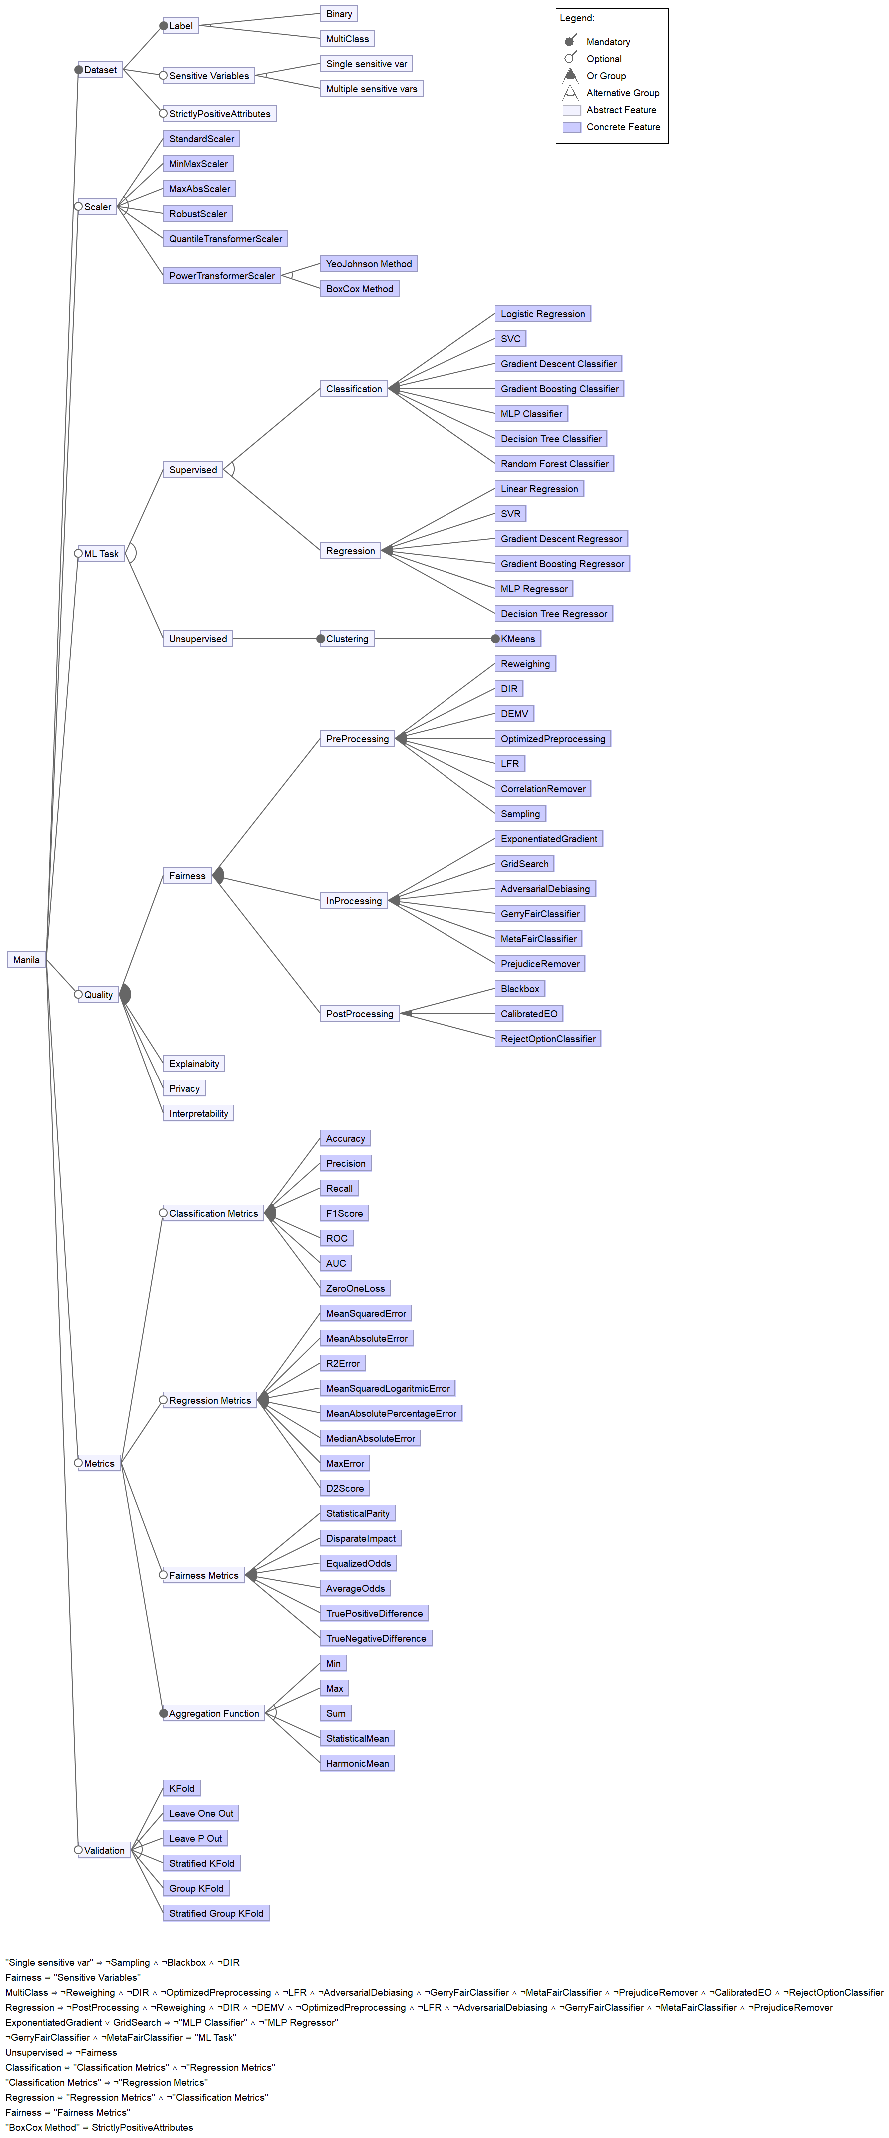 Legend:
Mandatory
Optional
Or Group
Alternative Group
Abstract Feature
Concrete Feature
Manila
Dataset
Label
Binary
MultiClass
Sensitive Variables
Single sensitive var
Multiple sensitive vars
StrictlyPositiveAttributes
Scaler
StandardScaler
MinMaxScaler
MaxAbsScaler
RobustScaler
QuantileTransformerScaler
PowerTransformerScaler
YeoJohnson Method
BoxCox Method
ML Task
Supervised
Classification
Logistic Regression
SVC
Gradient Descent Classifier
Gradient Boosting Classifier
MLP Classifier
Decision Tree Classifier
Random Forest Classifier
Regression
Linear Regression
SVR
Gradient Descent Regressor
Gradient Boosting Regressor
MLP Regressor
Decision Tree Regressor
Unsupervised
Clustering
KMeans
Quality
Fairness
PreProcessing
Reweighing
DIR
DEMV
OptimizedPreprocessing
LFR
CorrelationRemover
Sampling
InProcessing
ExponentiatedGradient
GridSearch
AdversarialDebiasing
GerryFairClassifier
MetaFairClassifier
PrejudiceRemover
PostProcessing
Blackbox
CalibratedEO
RejectOptionClassifier
Explainabity
Privacy
Interpretability
Metrics
Classification Metrics
Accuracy
Precision
Recall
F1Score
ROC
AUC
ZeroOneLoss
Regression Metrics
MeanSquaredError
MeanAbsoluteError
R2Error
MeanSquaredLogaritmicError
MeanAbsolutePercentageError
MedianAbsoluteError
MaxError
D2Score
Fairness Metrics
StatisticalParity
DisparateImpact
EqualizedOdds
AverageOdds
TruePositiveDifference
TrueNegativeDifference
Aggregation Function
Min
Max
Sum
StatisticalMean
HarmonicMean
Validation
KFold
Leave One Out
Leave P Out
Stratified KFold
Group KFold
Stratified Group KFold
"Single sensitive var" ⇒ ¬Sampling ∧ ¬Blackbox ∧ ¬DIR
Fairness ⇒ "Sensitive Variables"
MultiClass ⇒ ¬Reweighing ∧ ¬DIR ∧ ¬OptimizedPreprocessing ∧ ¬LFR ∧ ¬AdversarialDebiasing ∧ ¬GerryFairClassifier ∧ ¬MetaFairClassifier ∧ ¬PrejudiceRemover ∧ ¬CalibratedEO ∧ ¬RejectOptionClassifier
Regression ⇒ ¬PostProcessing ∧ ¬Reweighing ∧ ¬DIR ∧ ¬DEMV ∧ ¬OptimizedPreprocessing ∧ ¬LFR ∧ ¬AdversarialDebiasing ∧ ¬GerryFairClassifier ∧ ¬MetaFairClassifier ∧ ¬PrejudiceRemover
ExponentiatedGradient ∨ GridSearch ⇒ ¬"MLP Classifier" ∧ ¬"MLP Regressor"
¬GerryFairClassifier ∧ ¬MetaFairClassifier ⇒ "ML Task"
Unsupervised ⇒ ¬Fairness
Classification ⇒ "Classification Metrics" ∧ ¬"Regression Metrics"
"Classification Metrics" ⇒ ¬"Regression Metrics"
Regression ⇒ "Regression Metrics" ∧ ¬"Classification Metrics"
Fairness ⇒ "Fairness Metrics"
"BoxCox Method" ⇒ StrictlyPositiveAttributes